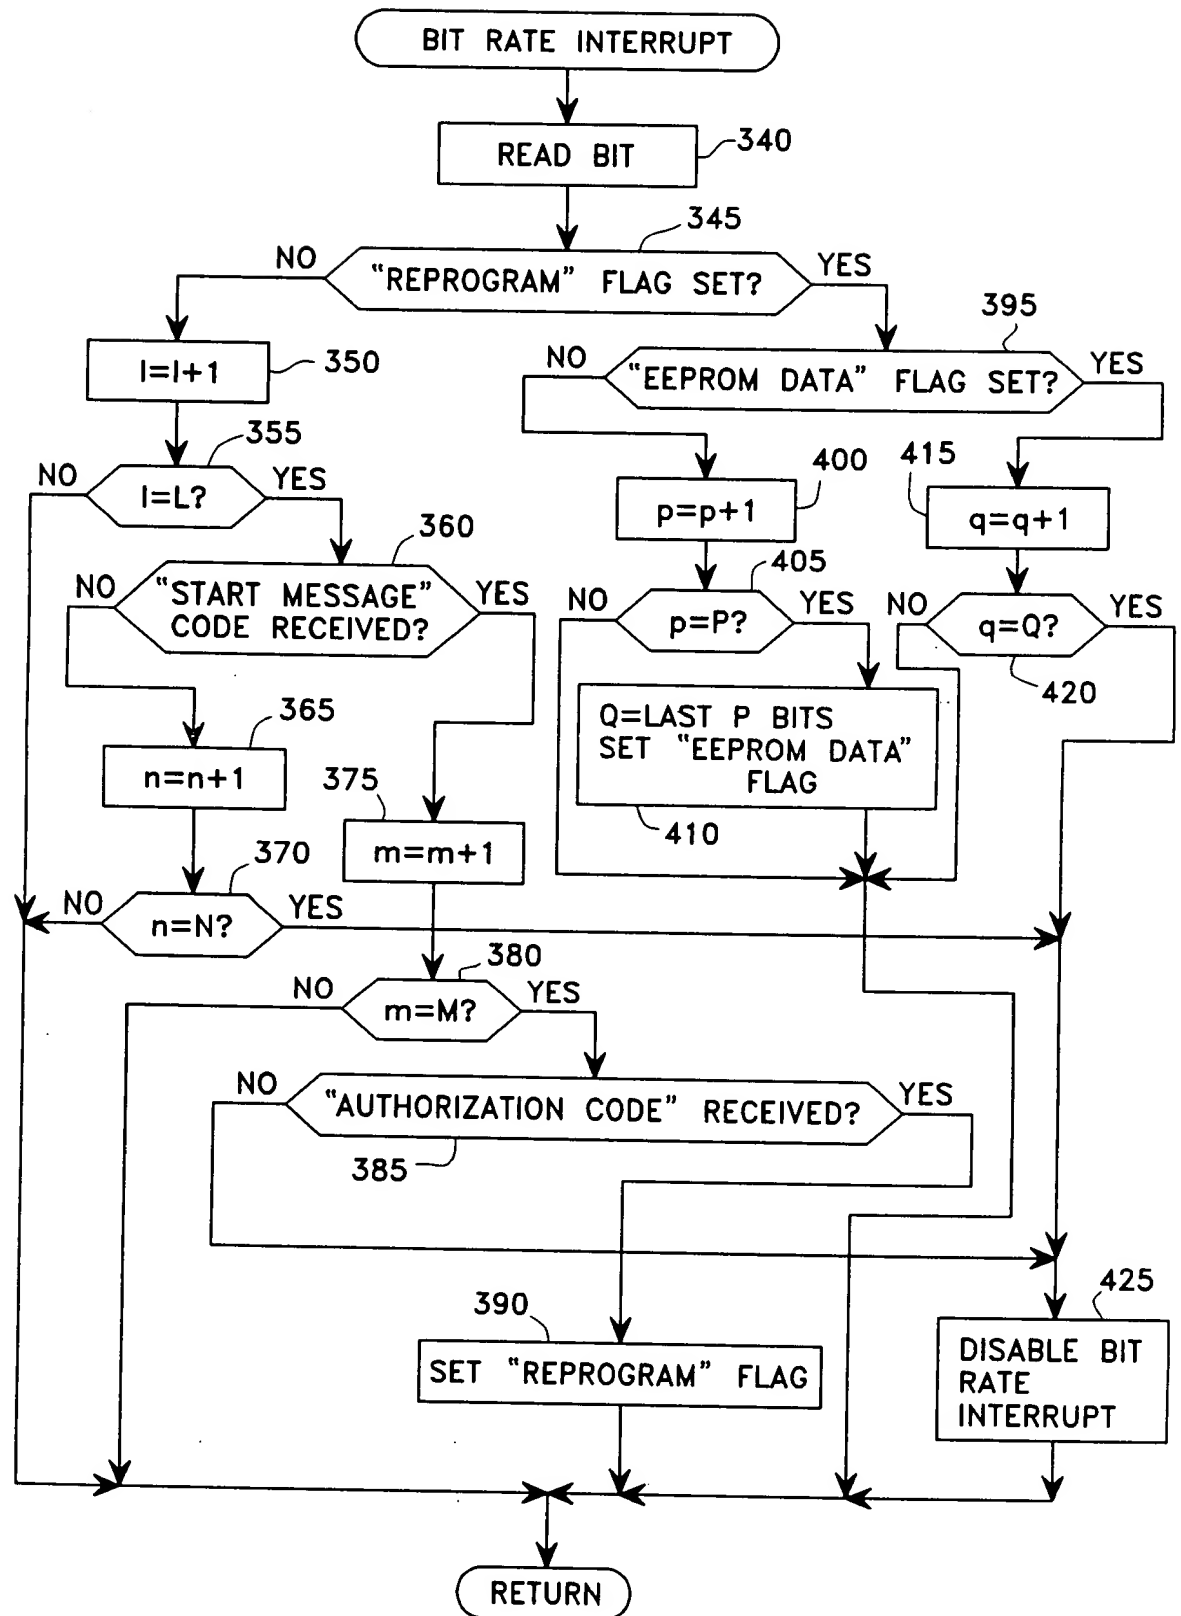 BIT RATE INTERRUPT
READ BIT
340
345
NO
"REPROGRAM" FLAG SET?
YES
395
l=l+1
350
NO
"EEPROM DATA" FLAG SET?
YES
355
NO
l=L?
YES
400
p=p+1
415
q=q+1
360
NO
"START MESSAGE"
CODE RECEIVED?
YES
405
NO
p=P?
YES
NO
q=Q?
YES
420
365
n=n+1
Q=LAST P BITS
SET "EEPROM DATA"
FLAG
410
375
m=m+1
370
NO
n=N?
YES
380
NO
m=M?
YES
NO
"AUTHORIZATION CODE" RECEIVED?
YES
385
390
SET "REPROGRAM" FLAG
425
DISABLE BIT
RATE
INTERRUPT
RETURN